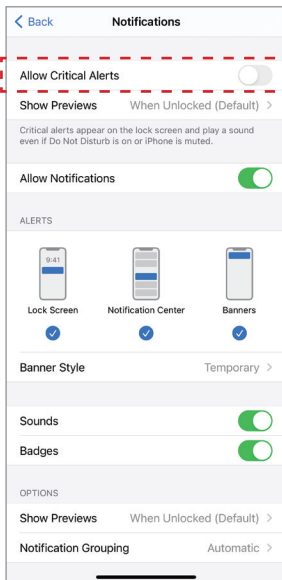 Back Notifications
Allow Critical Alerts
Show Previews When Unlocked (Default)
Critical alerts appear on the lock screen and play a sound
even if Do Not Disturb is on or iPhone is muted.
Allow Notifications
ALERTS
9:41
Lock Screen Notification Center Banners
Banner Style Temporary
Sounds
Badges
OPTIONS
Show Previews When Unlocked (Default)
Notification Grouping Automatic